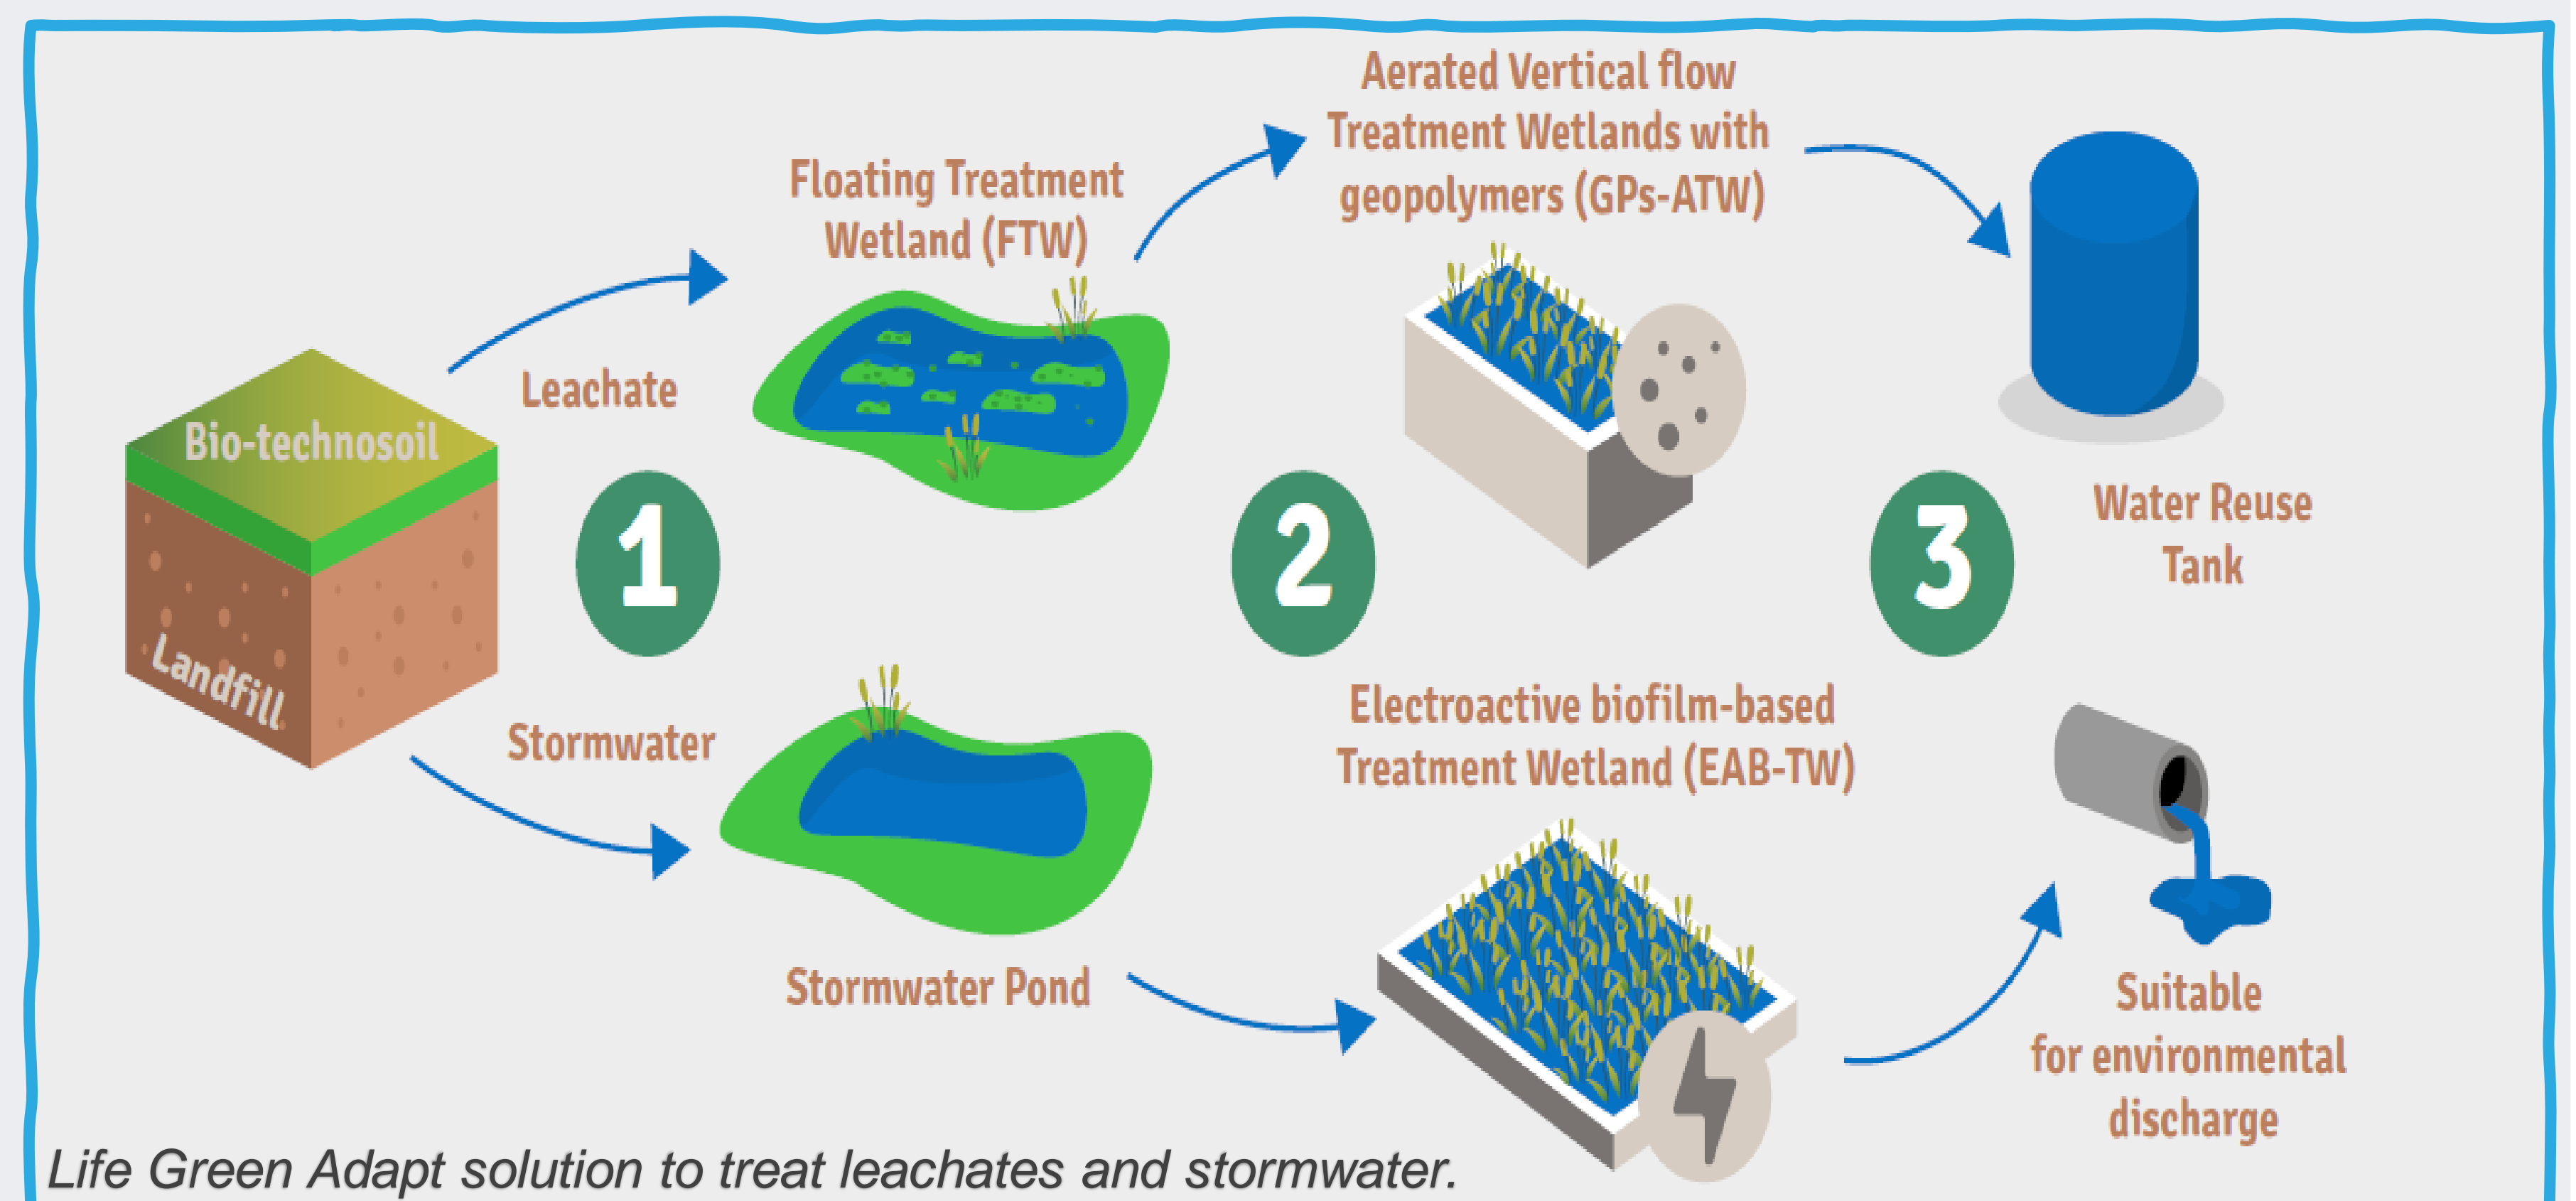 Aerated Vertical flow
Treatment Wetlands with
geopolymers (GPs-ATW)
Floating Treatment
Wetland (FTW)
Leachate
Bio-technosoil
Landfill
1
2
3
Water Reuse
Tank
Stormwater
Stormwater Pond
Electroactive biofilm-based
Treatment Wetland (EAB-TW)
Suitable
for environmental
discharge
Life Green Adapt solution to treat leachates and stormwater.